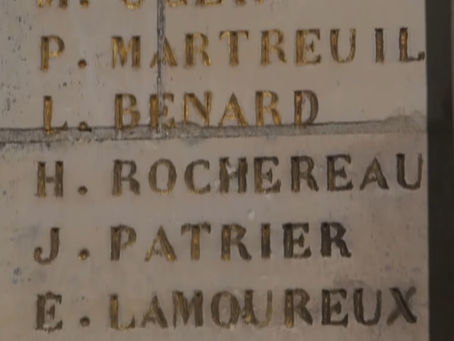 P. MARTREUIL
L. BENARD
H. ROCHEREAU
J. PATRIER
E. LAMOUREUX